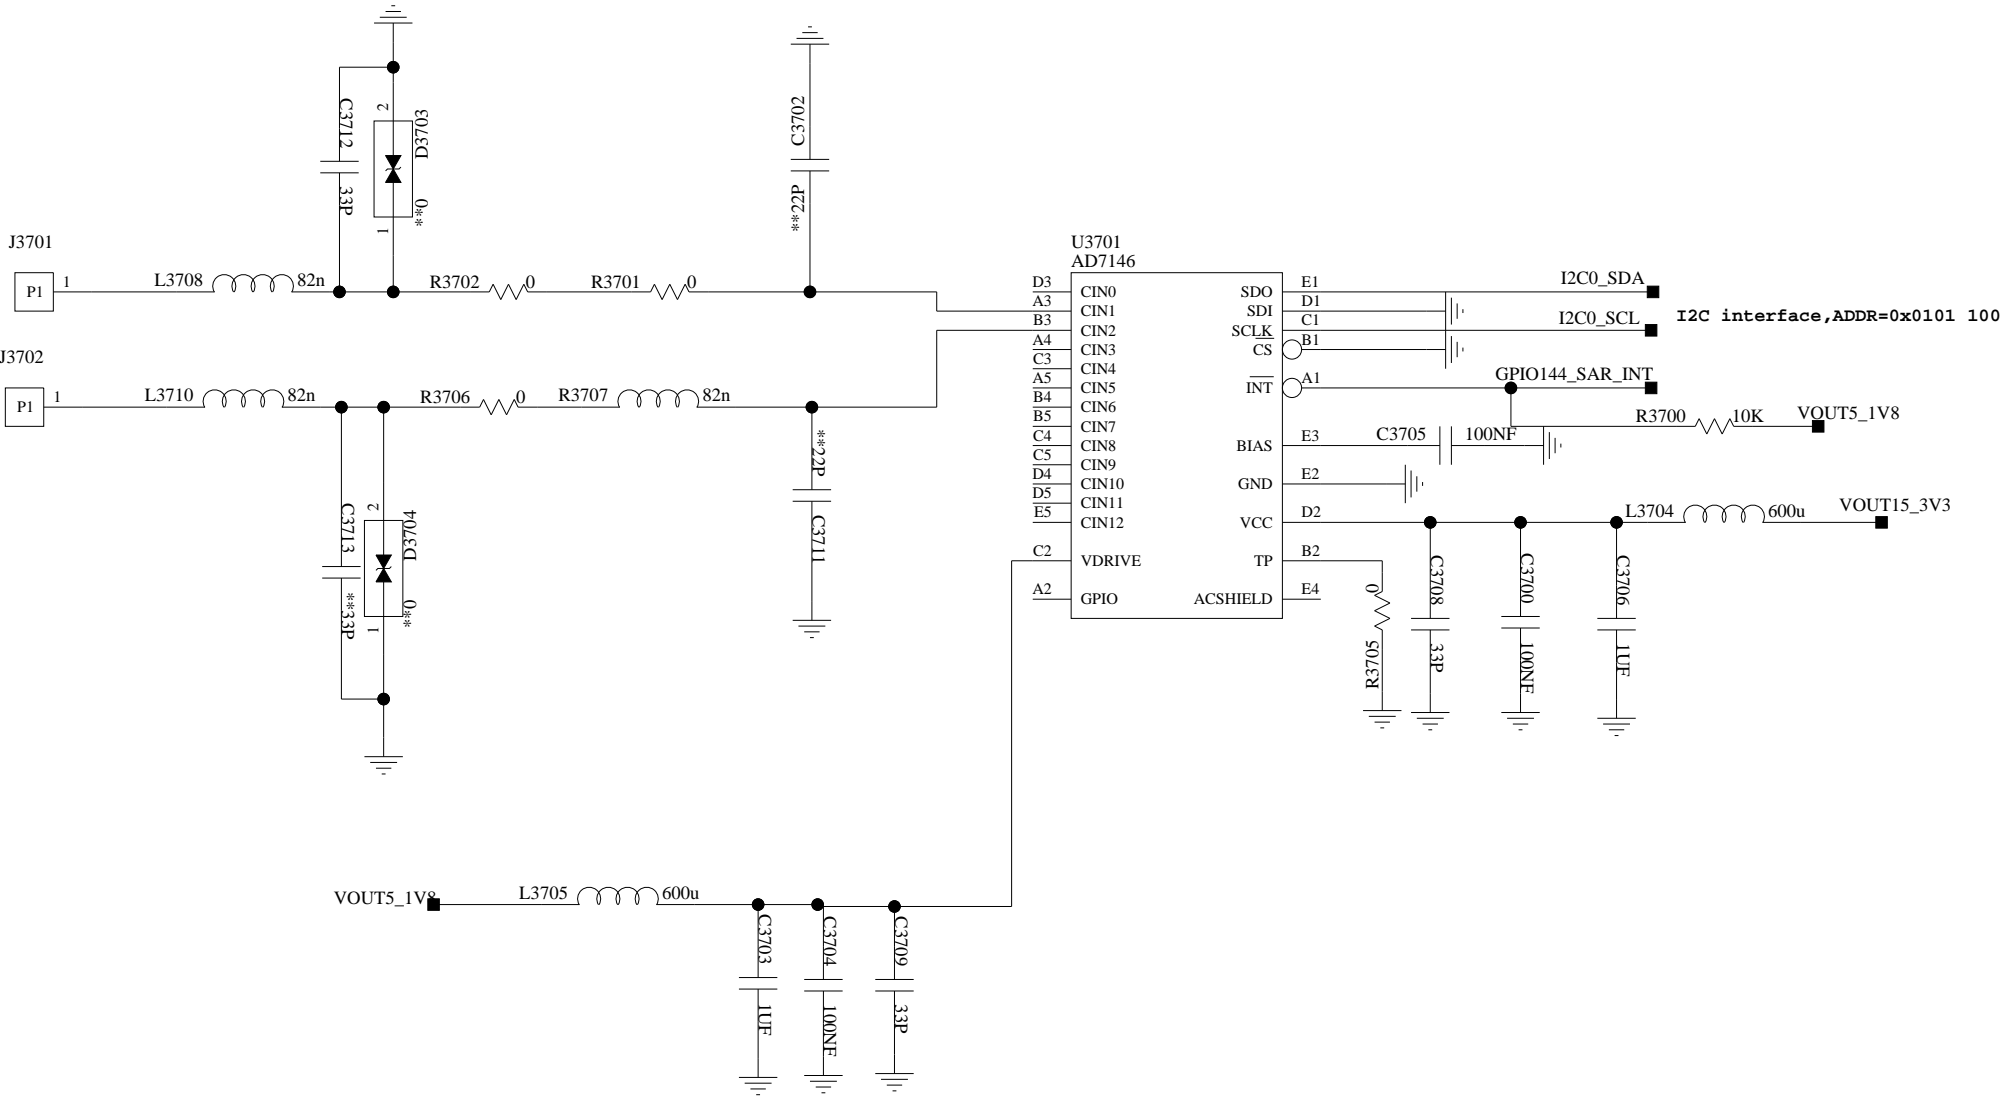 C3712
33P
2
D3703
1
**0
C3702
**22P
J3701
P1
1
L3708
82n
R3702
0
R3701
0
J3702
P1
1
L3710
82n
R3706
0
R3707
82n
C3713
**33P
2
D3704
1
**0
**22P
C3711
U3701
AD7146
D3
CIN0
A3
CIN1
B3
CIN2
A4
CIN3
C3
CIN4
A5
CIN5
B4
CIN6
B5
CIN7
C4
CIN8
C5
CIN9
D4
CIN10
D5
CIN11
E5
CIN12
C2
VDRIVE
A2
GPIO
SDO
E1
I2C0_SDA
SDI
D1
SCLK
C1
I2C0_SCL
I2C interface,ADDR=0x0101 100
CS
B1
INT
A1
GPIO144_SAR_INT
R3700
10K
VOUT5_1V8
BIAS
E3
C3705
100NF
GND
E2
VCC
D2
L3704
600u
VOUT15_3V3
TP
B2
ACSHIELD
E4
0
R3705
C3708
33P
C3700
100NF
C3706
1UF
VOUT5_1V8
L3705
600u
C3703
1UF
C3704
100NF
C3709
33P